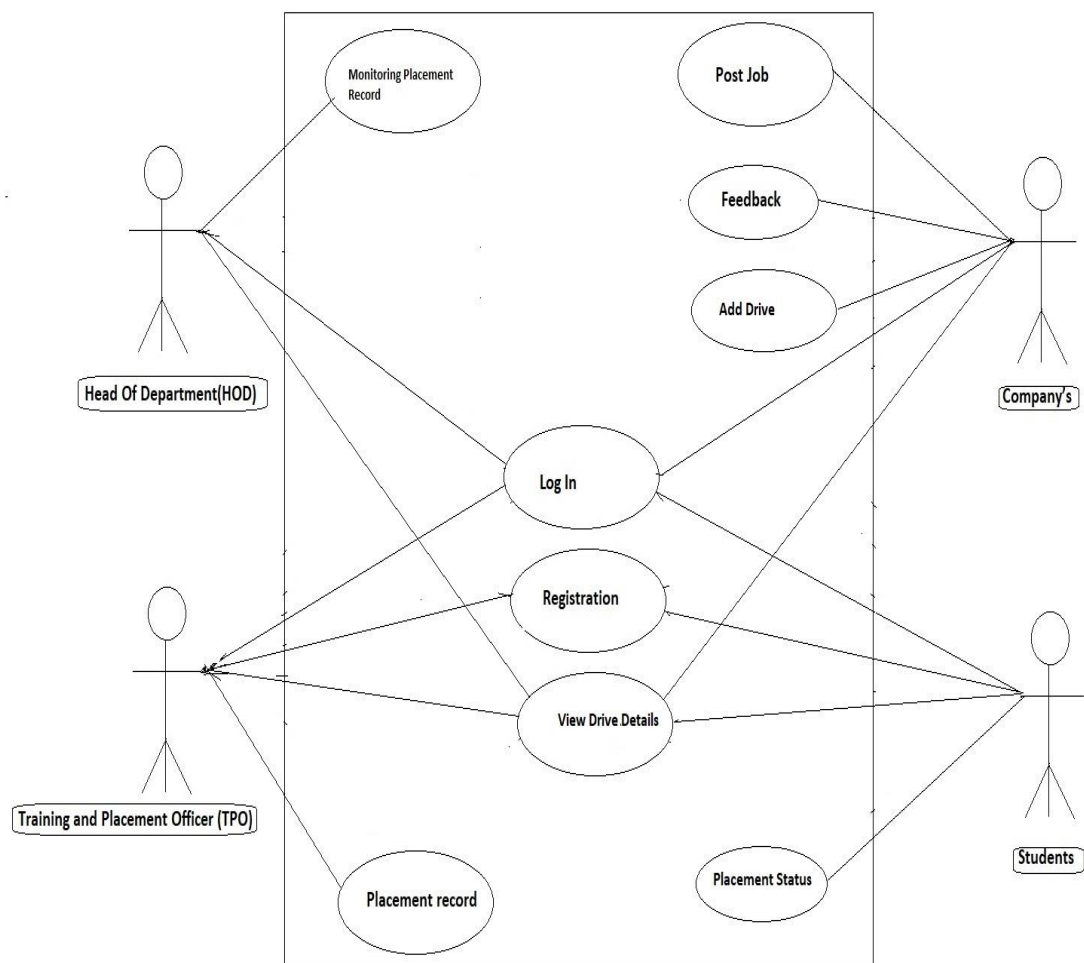 Monitoring Placement
Record
Post Job
Feedback
Add Drive
Head Of Department(HOD)
Company's
Log In
Registration
View Drive Details
Training and Placement Officer (TPO)
Students
Placement Status
Placement record